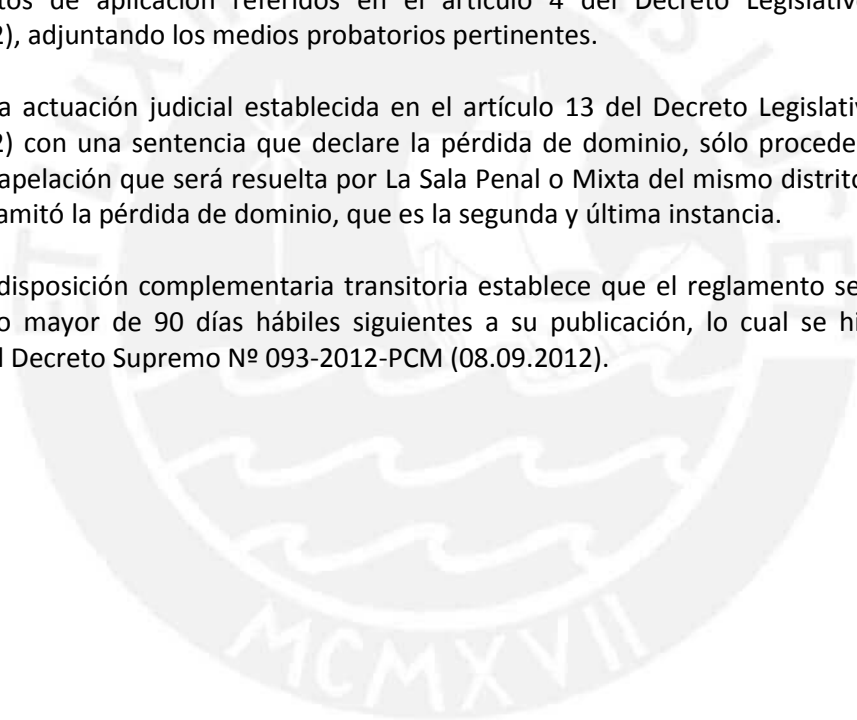 tos de aplicación referidos en el artículo 4 del Decreto Legislativo
2), adjuntando los medios probatorios pertinentes.
a actuación judicial establecida en el artículo 13 del Decreto Legislativ
2) con una sentencia que declare la pérdida de dominio, sólo procede
apelación que será resuelta por La Sala Penal o Mixta del mismo distrito
amitó la pérdida de dominio, que es la segunda y última instancia.
disposición complementaria transitoria establece que el reglamento se
o mayor de 90 días hábiles siguientes a su publicación, lo cual se hi
l Decreto Supremo Nº 093-2012-PCM (08.09.2012).
MCMXVII